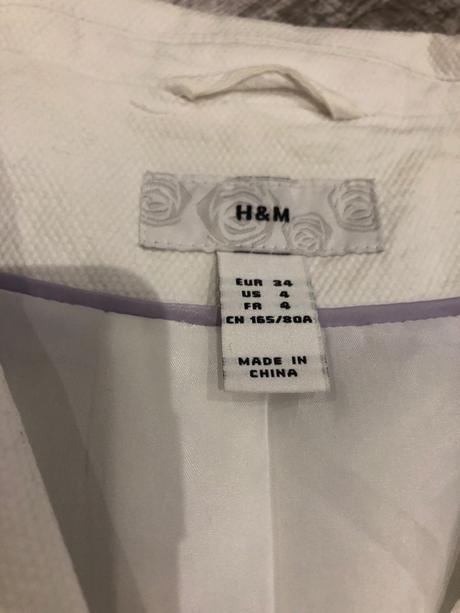 H&M
EUR 34
US 4
FR 4
CN 165/80A
MADE IN
CHINA